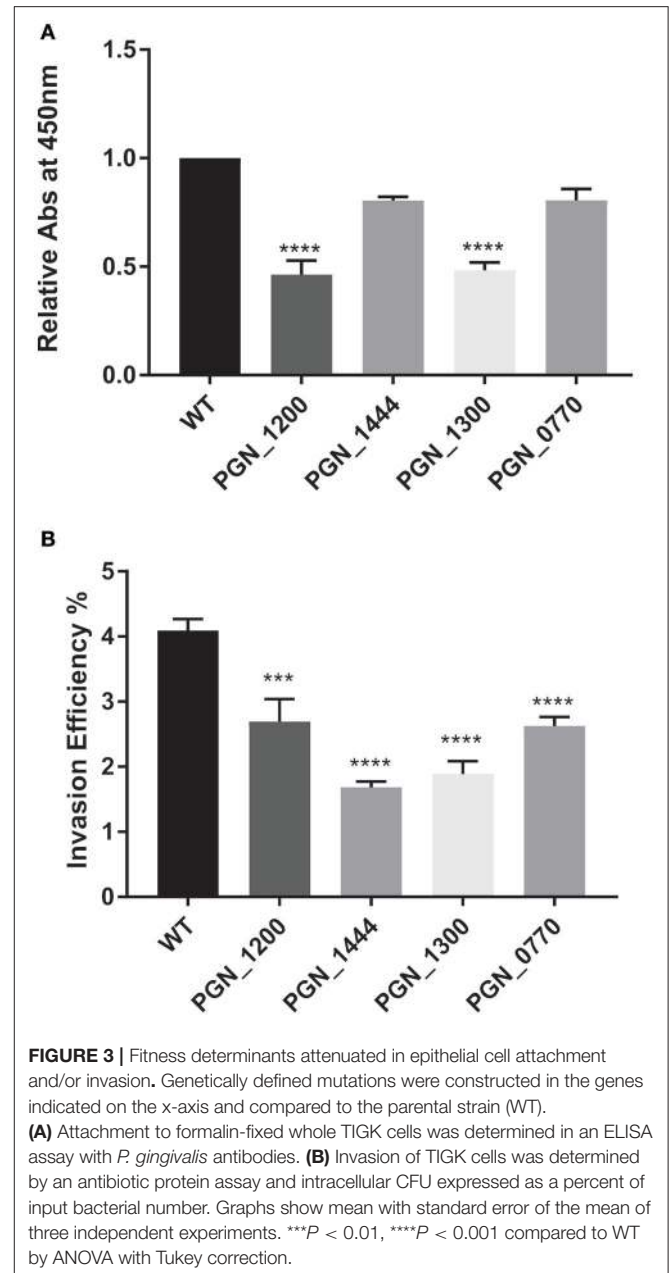 A
Relative Abs at 450nm
1.5
1.0
0.5
0.0
****
****
WT
PGN_1200
PGN_1444
PGN_1300
PGN_0770
B
Invasion Efficiency %
5
4
3
2
1
0
***
****
****
****
WT
PGN_1200
PGN_1444
PGN_1300
PGN_0770
FIGURE 3 | Fitness determinants attenuated in epithelial cell attachment
and/or invasion. Genetically defined mutations were constructed in the genes
indicated on the x-axis and compared to the parental strain (WT).
(A) Attachment to formalin-fixed whole TIGK cells was determined in an ELISA
assay with P. gingivalis antibodies. (B) Invasion of TIGK cells was determined
by an antibiotic protein assay and intracellular CFU expressed as a percent of
input bacterial number. Graphs show mean with standard error of the mean of
three independent experiments. ***P < 0.01, ****P < 0.001 compared to WT
by ANOVA with Tukey correction.